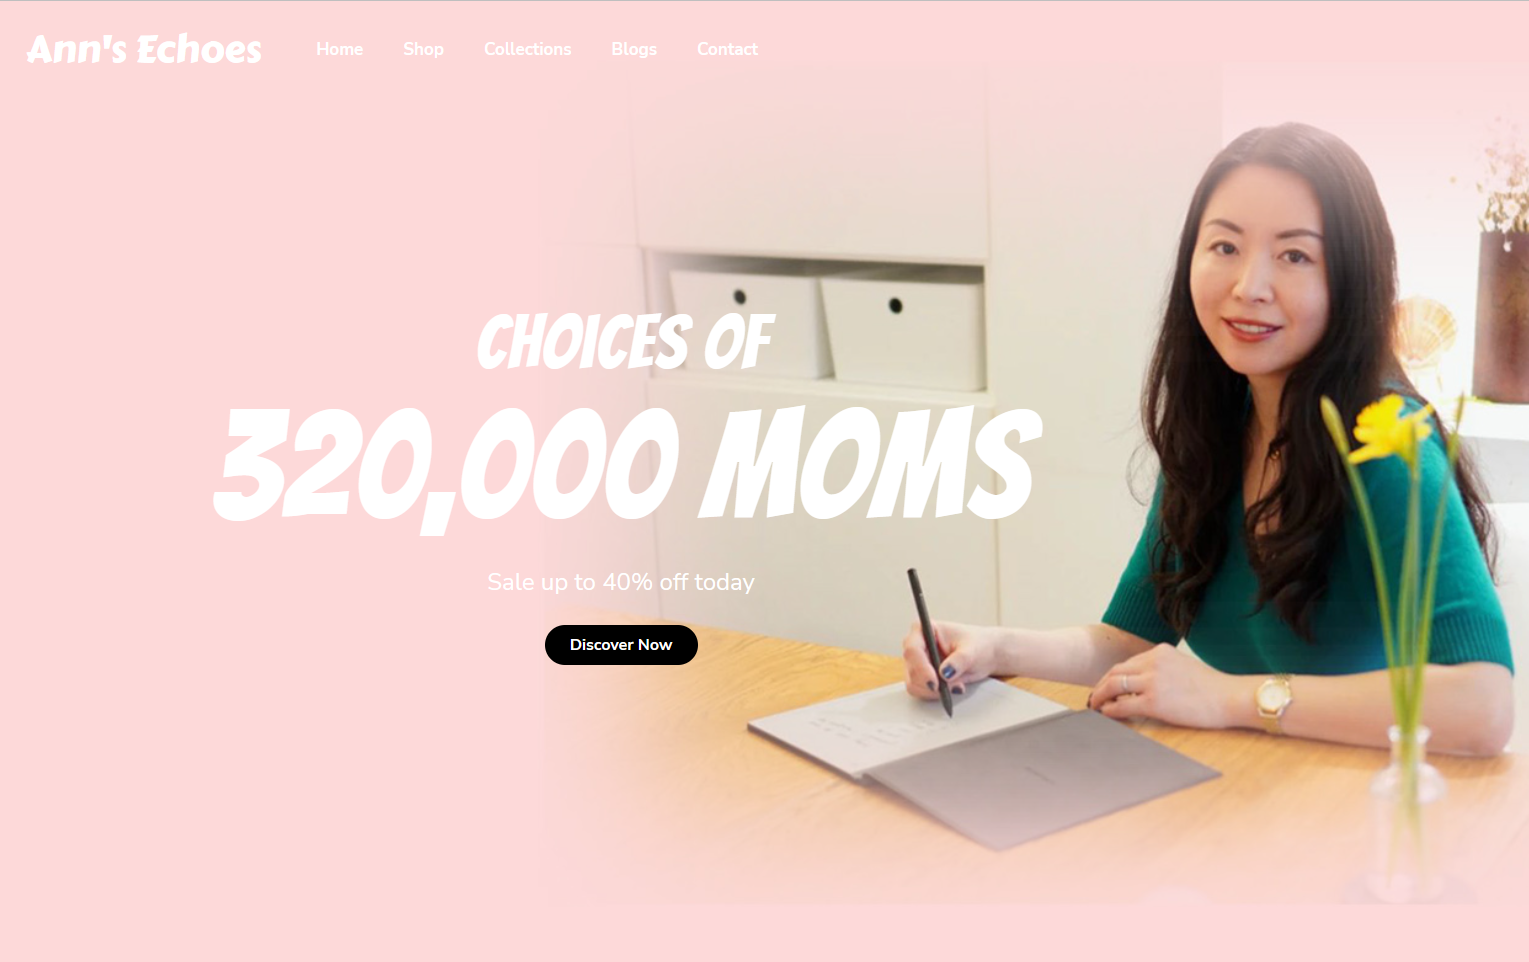 Ann's Echoes Home Shop Collections Blogs Contact
CHOICES OF
320,000 MOMS
Sale up to 40% off today
Discover Now